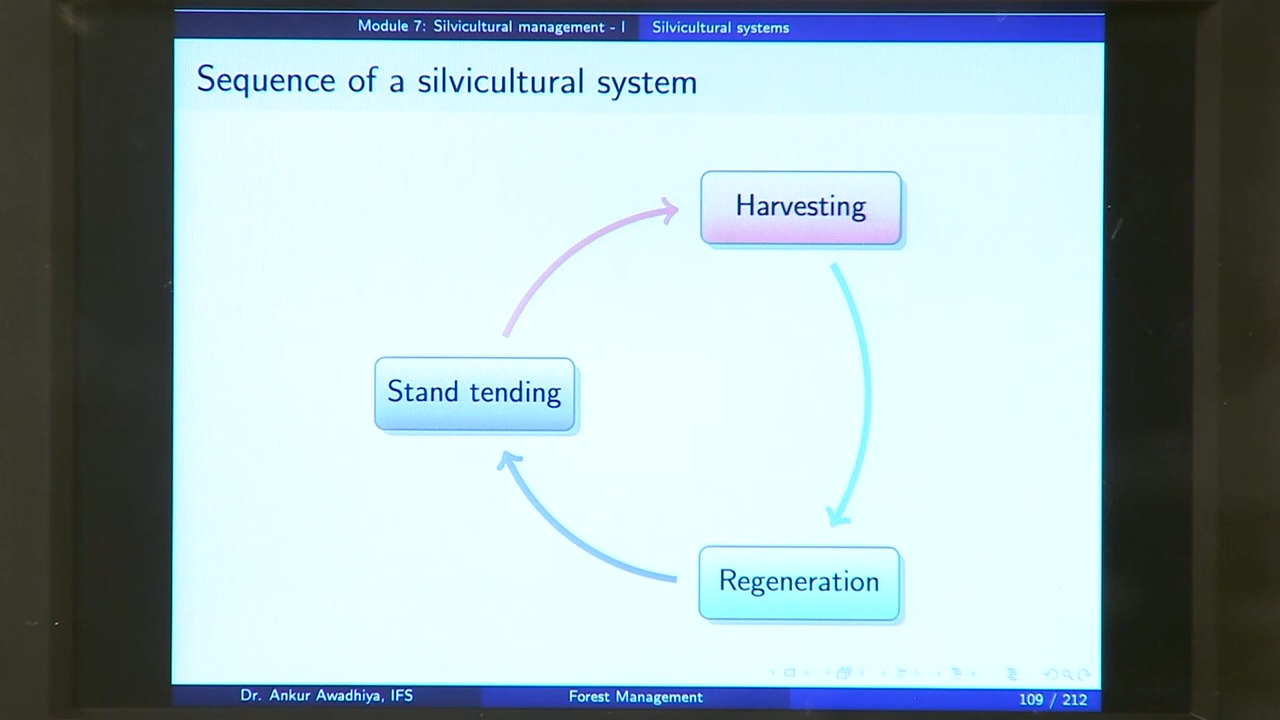 Module 7: Silvicultural management - I Silvicultural systems
Sequence of a silvicultural system
Harvesting
Stand tending
Regeneration
Dr. Ankur Awadhiya, IFS Forest Management 109 / 212